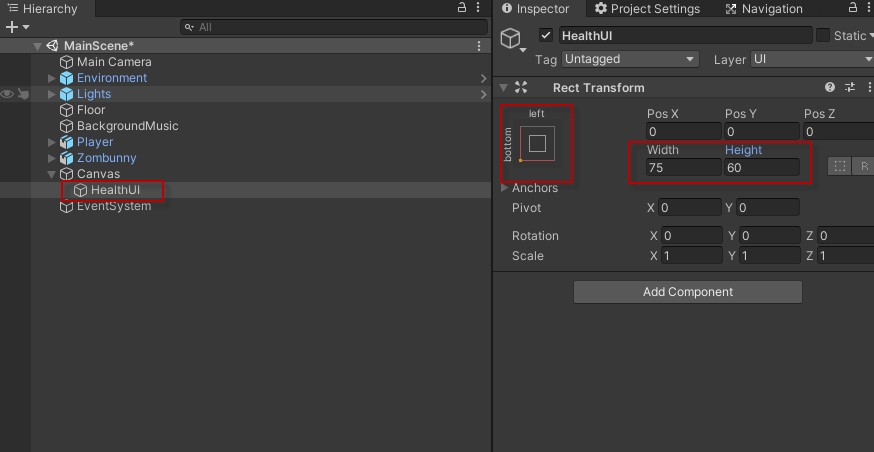 Hierarchy
All
MainScene*
Main Camera
Environment
Lights
Floor
BackgroundMusic
Player
Zombunny
Canvas
HealthUI
EventSystem
Inspector Project Settings Navigation
HealthUI Static
Tag Untagged Layer UI
Rect Transform
left
bottom
Pos X Pos Y Pos Z
0 0 0
Width Height
75 60
R
Anchors
Pivot X 0 Y 0
Rotation X 0 Y 0 Z 0
Scale X 1 Y 1 Z 1
Add Component